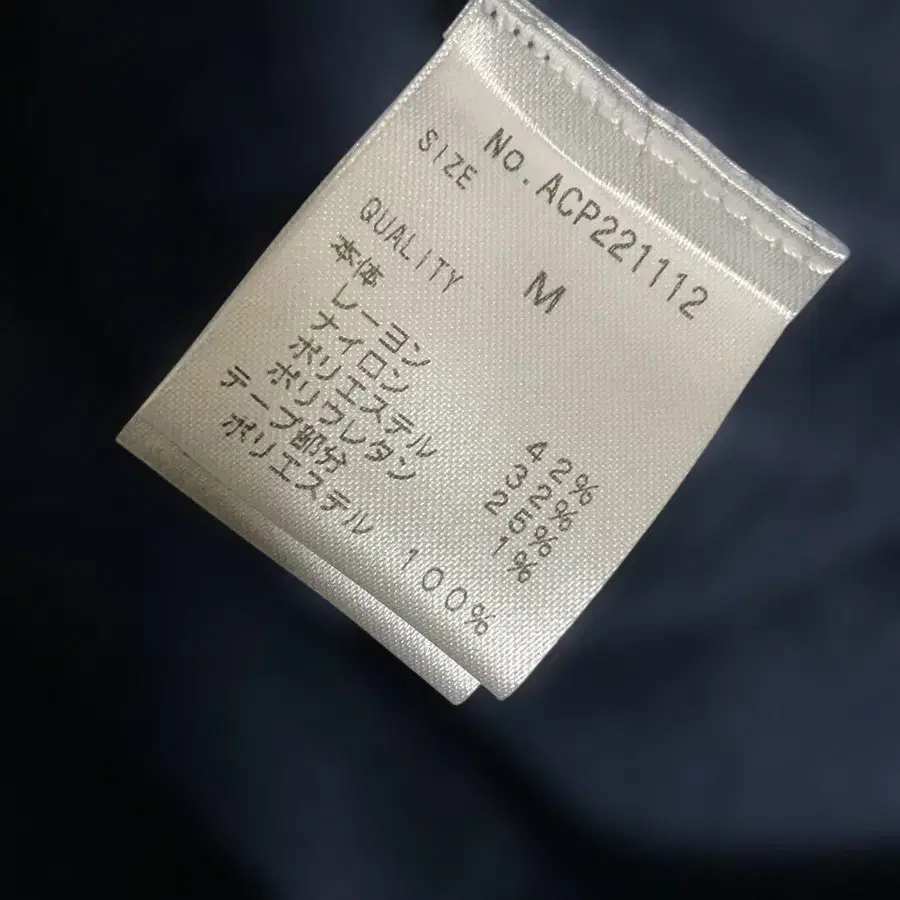 No. ACP221112
SIZE M
QUALITY
本体
レーヨン 42%
ナイロン 32%
ポリエステル 25%
ポリウレタン 1%
テープ部分
ポリエステル 100%